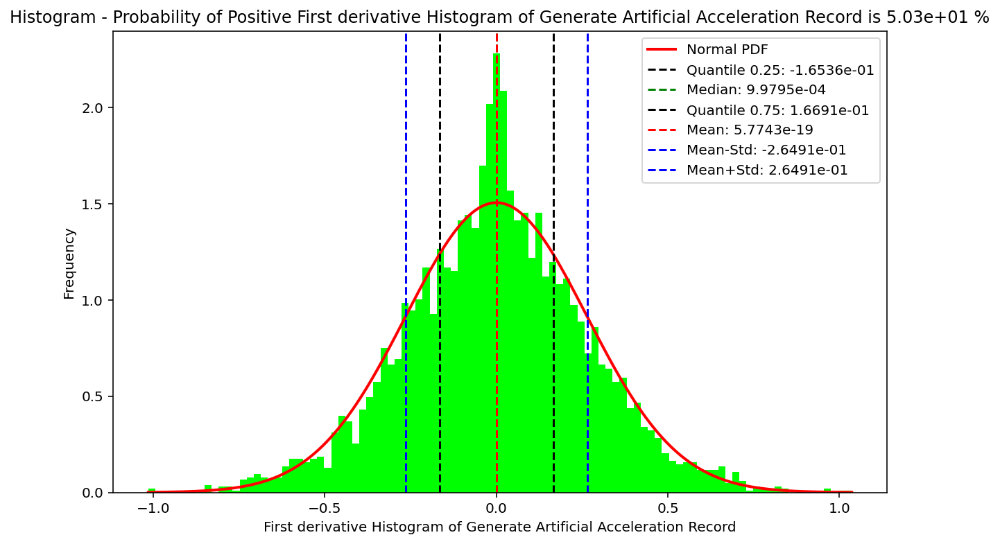 Histogram - Probability of Positive First derivative Histogram of Generate Artificial Acceleration Record is 5.03e+01 %
Normal PDF
Quantile 0.25: -1.6536e-01
Median: 9.9795e-04
Quantile 0.75: 1.6691e-01
Mean: 5.7743e-19
Mean-Std: -2.6491e-01
Mean+Std: 2.6491e-01
Frequency
2.0
1.5
1.0
0.5
0.0
−1.0 −0.5 0.0 0.5 1.0
First derivative Histogram of Generate Artificial Acceleration Record